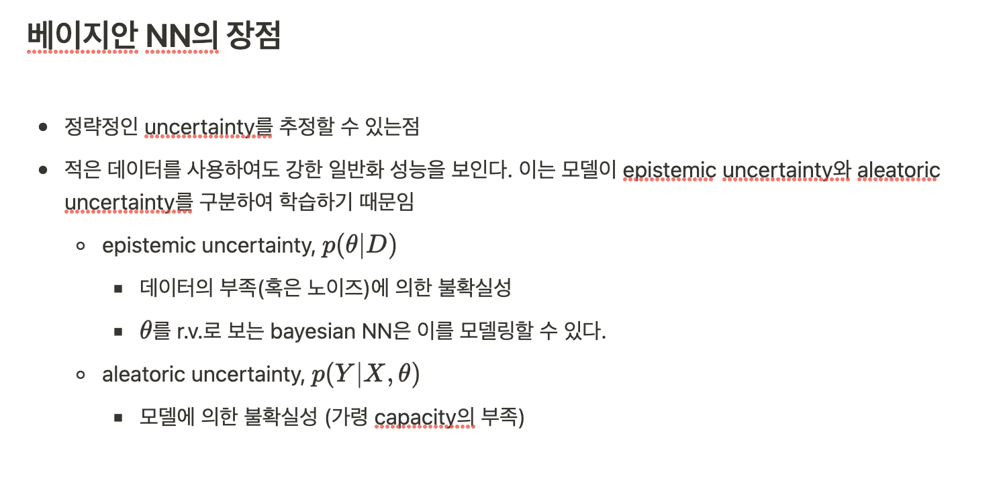 베이지안 NN의 장점
• 정략정인 uncertainty를 추정할 수 있는점
• 적은 데이터를 사용하여도 강한 일반화 성능을 보인다. 이는 모델이 epistemic uncertainty와 aleatoric
uncertainty를 구분하여 학습하기 때문임
◦ epistemic uncertainty, p(θ|D)
▪ 데이터의 부족(혹은 노이즈)에 의한 불확실성
▪ θ를 r.v.로 보는 bayesian NN은 이를 모델링할 수 있다.
◦ aleatoric uncertainty, p(Y|X, θ)
▪ 모델에 의한 불확실성 (가령 capacity의 부족)